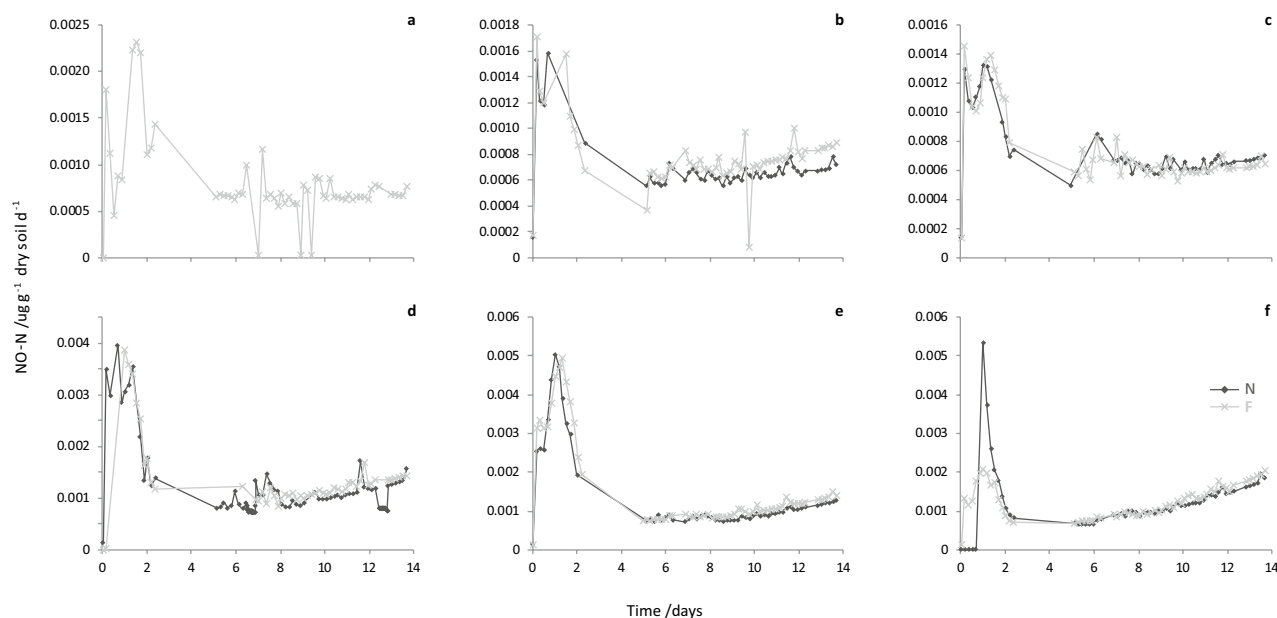 a
0.0025
0.0020
0.0015
0.0010
0.0005
0
0 2 4 6 8 10 12 14
b
0.0018
0.0016
0.0014
0.0012
0.0010
0.0008
0.0006
0.0004
0.0002
0
0 2 4 6 8 10 12 14
c
0.0016
0.0014
0.0012
0.0010
0.0008
0.0006
0.0004
0.0002
0
0 2 4 6 8 10 12 14
NO-N /ug g⁻¹ dry soil d⁻¹
d
0.004
0.003
0.002
0.001
0
0 2 4 6 8 10 12 14
e
0.006
0.005
0.004
0.003
0.002
0.001
0
0 2 4 6 8 10 12 14
f
0.006
0.005
0.004
0.003
0.002
0.001
0
0 2 4 6 8 10 12 14
N
F
Time /days